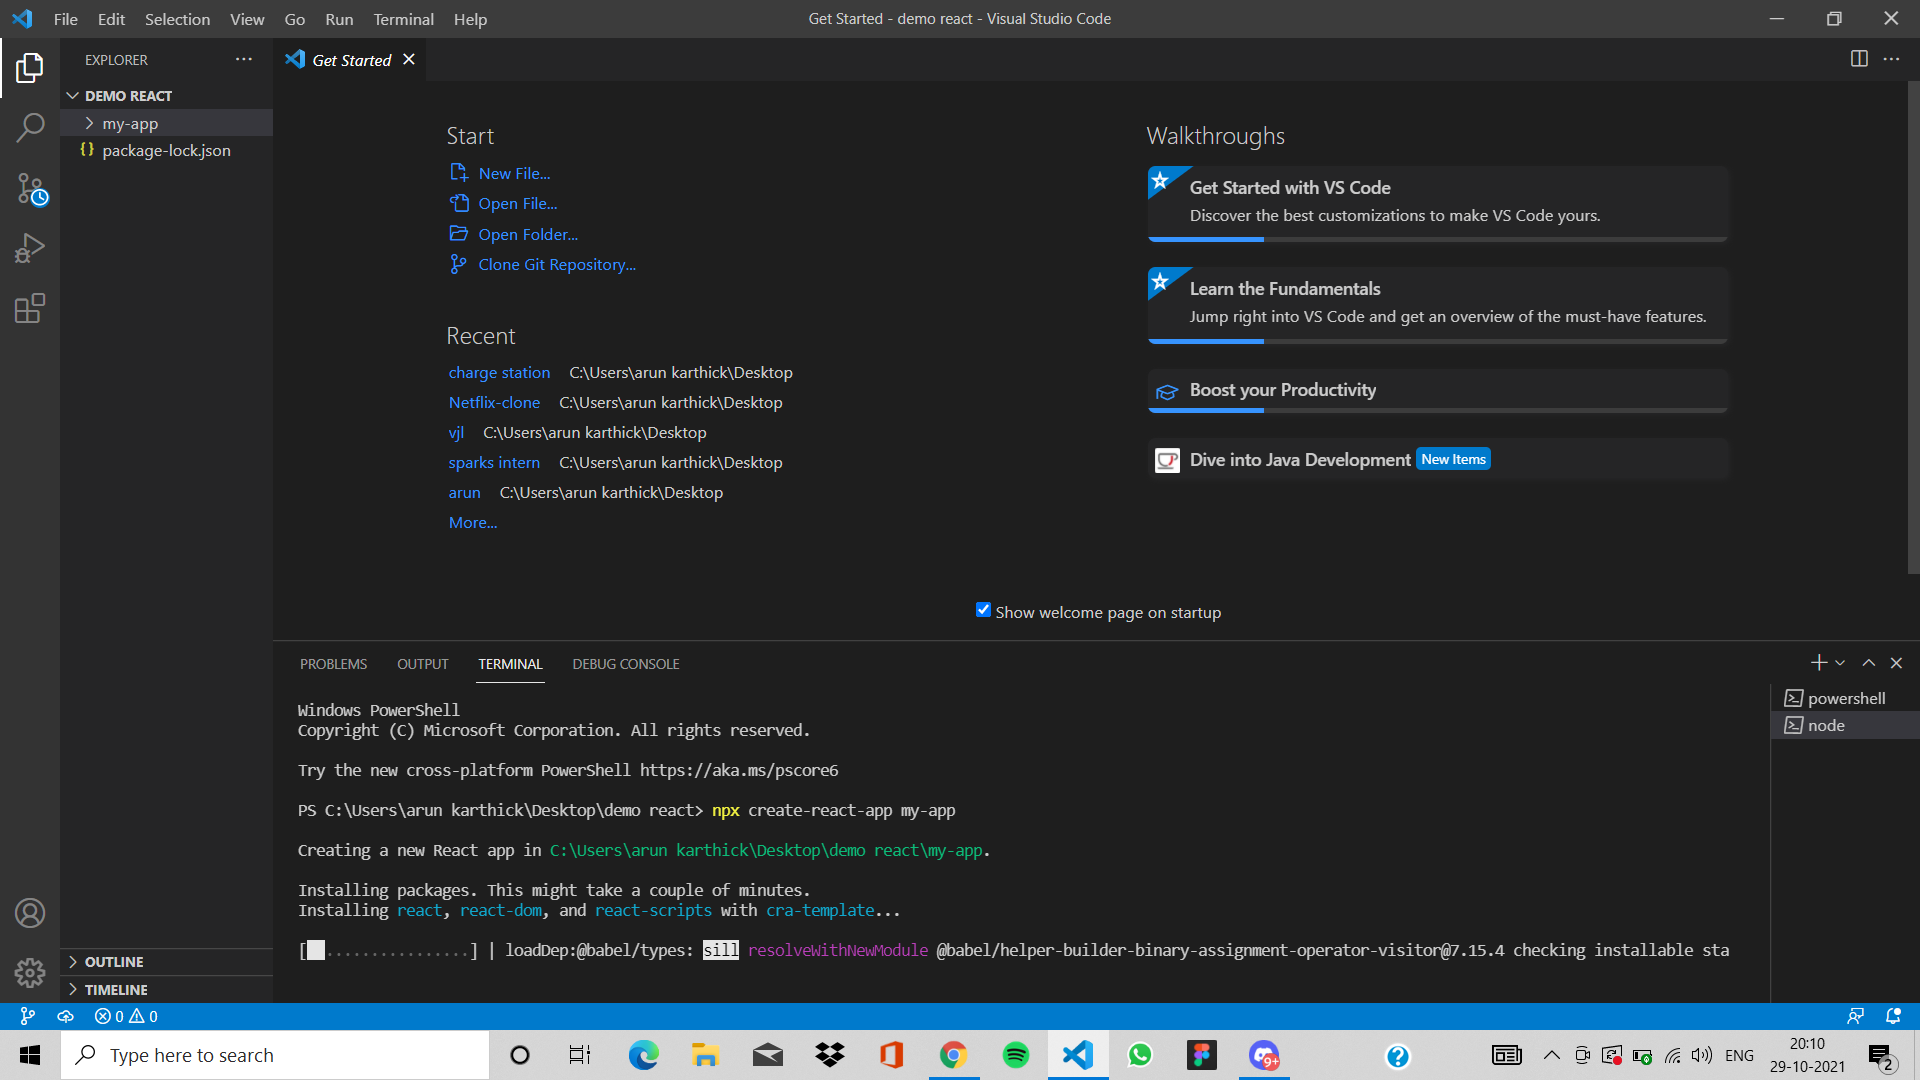 File Edit Selection View Go Run Terminal Help
Get Started - demo react - Visual Studio Code
EXPLORER
Get Started
DEMO REACT
my-app
{} package-lock.json
Start
New File...
Open File...
Open Folder...
Clone Git Repository...
Recent
charge station C:\Users\arun karthick\Desktop
Netflix-clone C:\Users\arun karthick\Desktop
vjl C:\Users\arun karthick\Desktop
sparks intern C:\Users\arun karthick\Desktop
arun C:\Users\arun karthick\Desktop
More...
Walkthroughs
Get Started with VS Code
Discover the best customizations to make VS Code yours.
Learn the Fundamentals
Jump right into VS Code and get an overview of the must-have features.
Boost your Productivity
Dive into Java Development New Items
Show welcome page on startup
PROBLEMS OUTPUT TERMINAL DEBUG CONSOLE
powershell
node
Windows PowerShell
Copyright (C) Microsoft Corporation. All rights reserved.
Try the new cross-platform PowerShell https://aka.ms/pscore6
PS C:\Users\arun karthick\Desktop\demo react> npx create-react-app my-app
Creating a new React app in C:\Users\arun karthick\Desktop\demo react\my-app.
Installing packages. This might take a couple of minutes.
Installing react, react-dom, and react-scripts with cra-template...
[  ................] | loadDep:@babel/types: sill resolveWithNewModule @babel/helper-builder-binary-assignment-operator-visitor@7.15.4 checking installable sta
OUTLINE
TIMELINE
0 0
Type here to search
9+
ENG
20:10
29-10-2021
2